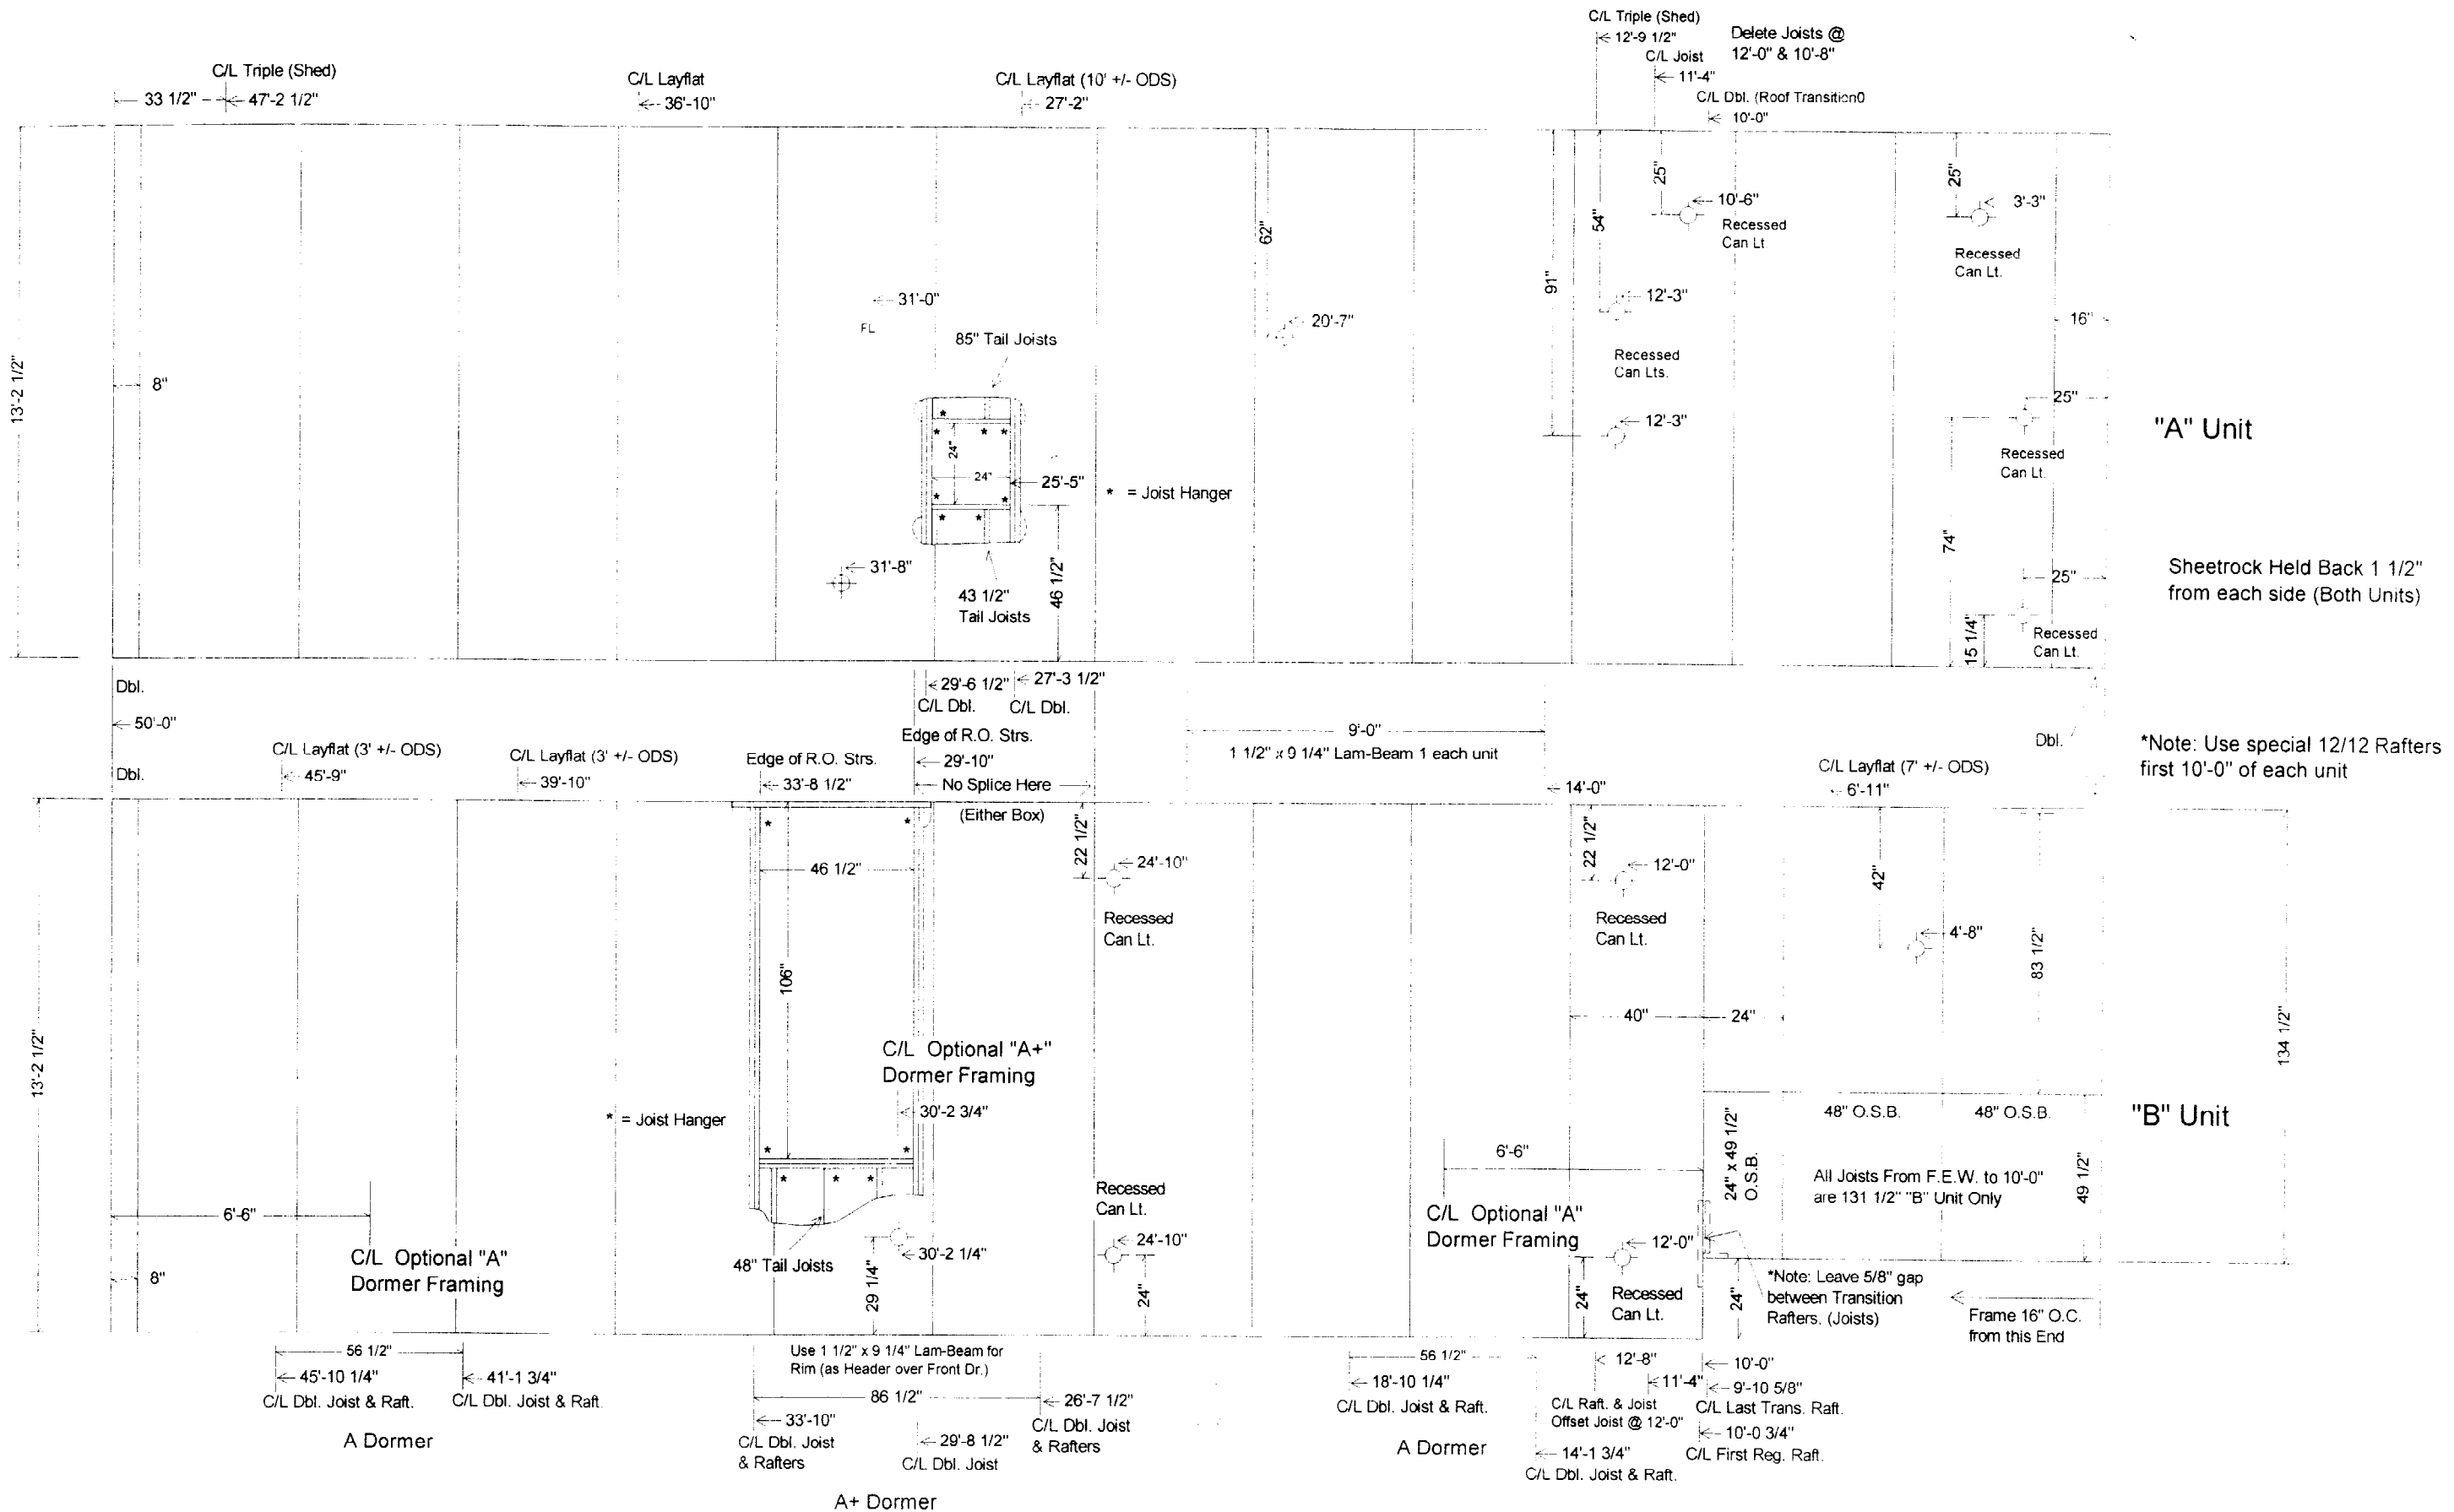 C/L Triple (Shed)
12'-9 1/2"
Delete Joists @
12'-0" & 10'-8"
C/L Joist
11'-4"
C/L Dbl. (Roof Transition0
10'-0"
C/L Triple (Shed)
33 1/2"
47'-2 1/2"
C/L Layflat
36'-10"
C/L Layflat (10' +/- ODS)
27'-2"
13'-2 1/2"
8"
31'-0"
FL
85" Tail Joists
62"
20'-7"
91"
54"
25"
10'-6"
Recessed
Can Lt.
25"
3'-3"
Recessed
Can Lt.
12'-3"
Recessed
Can Lts.
12'-3"
16"
25"
Recessed
Can Lt.
"A" Unit
*
* * *
24"
24"
25'-5"
* *
* *
* = Joist Hanger
31'-8"
43 1/2"
Tail Joists
46 1/2"
74"
25"
15 1/4"
Recessed
Can Lt.
Sheetrock Held Back 1 1/2"
from each side (Both Units)
Dbl.
50'-0"
Dbl.
29'-6 1/2"
C/L Dbl.
27'-3 1/2"
C/L Dbl.
Edge of R.O. Strs.
29'-10"
No Splice Here
(Either Box)
9'-0"
1 1/2" x 9 1/4" Lam-Beam 1 each unit
Dbl.
*Note: Use special 12/12 Rafters
first 10'-0" of each unit
C/L Layflat (3' +/- ODS)
45'-9"
C/L Layflat (3' +/- ODS)
39'-10"
Edge of R.O. Strs.
33'-8 1/2"
14'-0"
C/L Layflat (7' +/- ODS)
6'-11"
13'-2 1/2"
* *
46 1/2"
106"
22 1/2"
24'-10"
Recessed
Can Lt.
22 1/2"
12'-0"
Recessed
Can Lt.
42"
4'-8"
83 1/2"
40"
24"
134 1/2"
C/L Optional "A+"
Dormer Framing
30'-2 3/4"
* = Joist Hanger
* *
* * *
48" Tail Joists
29 1/4"
30'-2 1/4"
Recessed
Can Lt.
24'-10"
24"
6'-6"
C/L Optional "A"
Dormer Framing
8"
6'-6"
C/L Optional "A"
Dormer Framing
12'-0"
Recessed
Can Lt.
24"
24" x 49 1/2"
O.S.B.
48" O.S.B.
48" O.S.B.
All Joists From F.E.W. to 10'-0"
are 131 1/2" "B" Unit Only
49 1/2"
"B" Unit
24"
*Note: Leave 5/8" gap
between Transition
Rafters. (Joists)
Frame 16" O.C.
from this End
56 1/2"
45'-10 1/4"
C/L Dbl. Joist & Raft.
41'-1 3/4"
C/L Dbl. Joist & Raft.
A Dormer
Use 1 1/2" x 9 1/4" Lam-Beam for
Rim (as Header over Front Dr.)
86 1/2"
33'-10"
C/L Dbl. Joist
& Rafters
29'-8 1/2"
C/L Dbl. Joist
26'-7 1/2"
C/L Dbl. Joist
& Rafters
A+ Dormer
56 1/2"
18'-10 1/4"
C/L Dbl. Joist & Raft.
A Dormer
12'-8"
11'-4"
C/L Raft. & Joist
Offset Joist @ 12'-0"
14'-1 3/4"
C/L Dbl. Joist & Raft.
10'-0"
9'-10 5/8"
C/L Last Trans. Raft.
10'-0 3/4"
C/L First Reg. Raft.